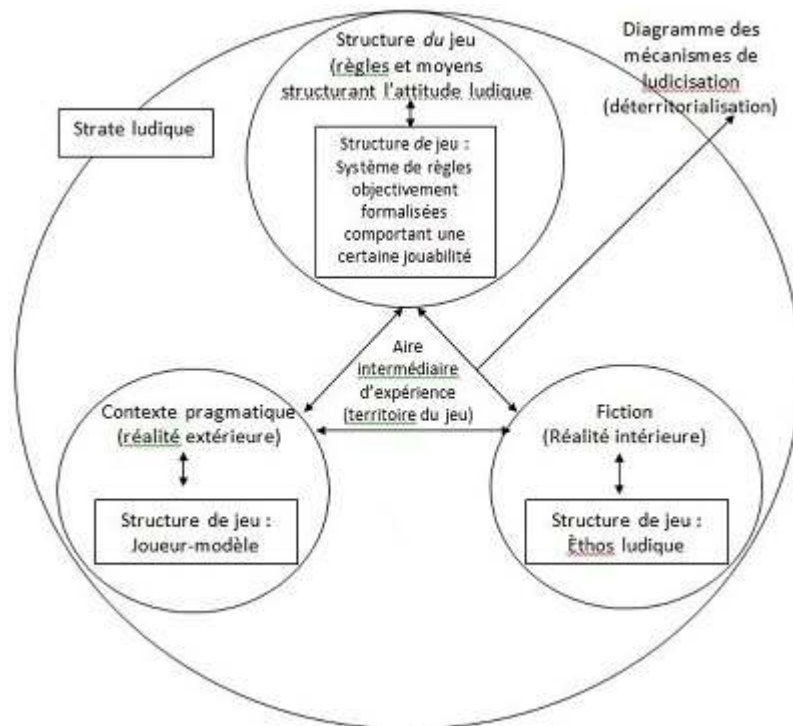 Structure du jeu
(règles et moyens
structurant l'attitude ludique
Structure de jeu :
Système de règles
objectivement
formalisées
comportant une
certaine jouabilité
Diagramme des
mécanismes de
ludicisation
(déterritorialisation)
Strate ludique
Aire
intermédiaire
d'expérience
(territoire du jeu)
Contexte pragmatique
(réalité extérieure)
Structure de jeu :
Joueur-modèle
Fiction
(Réalité intérieure)
Structure de jeu :
Èthos ludique